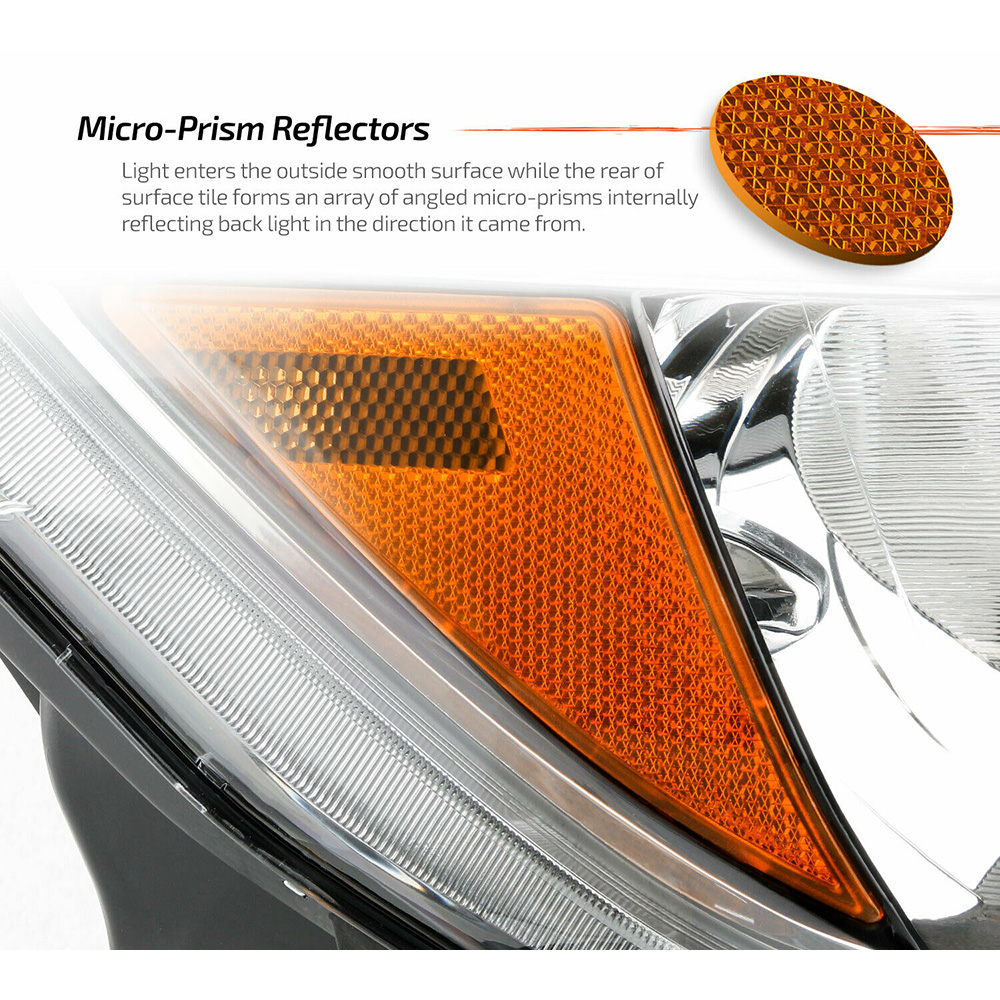 Micro-Prism Reflectors
Light enters the outside smooth surface while the rear of
surface tile forms an array of angled micro-prisms internally
reflecting back light in the direction it came from.